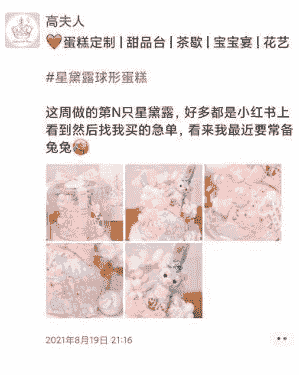 高夫人
蛋糕定制 | 甜品台 | 茶歇 | 宝宝宴 | 花艺
#星黛露球形蛋糕
这周做的第N只星黛露，好多都是小红书上
看到然后找我买的急单，看来我最近要常备
兔兔
2021年8月19日 21:16